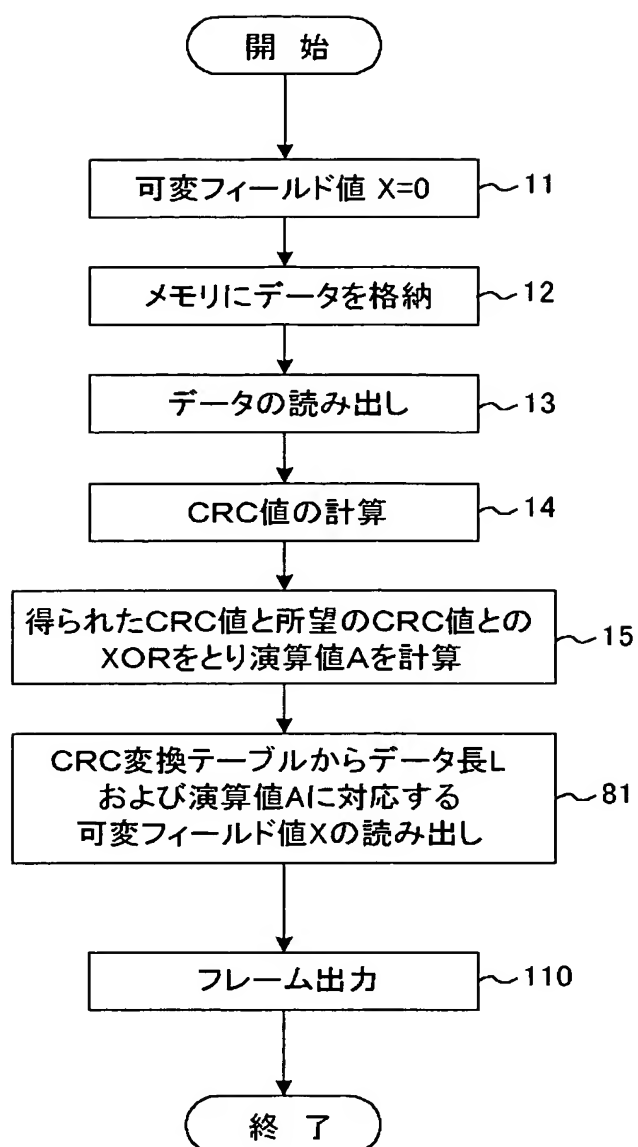 開 始
可変フィールド値 X=0
11
メモリにデータを格納
12
データの読み出し
13
CRC値の計算
14
得られたCRC値と所望のCRC値との
XORをとり演算値Aを計算
15
CRC変換テーブルからデータ長L
および演算値Aに対応する
可変フィールド値Xの読み出し
81
フレーム出力
110
終 了